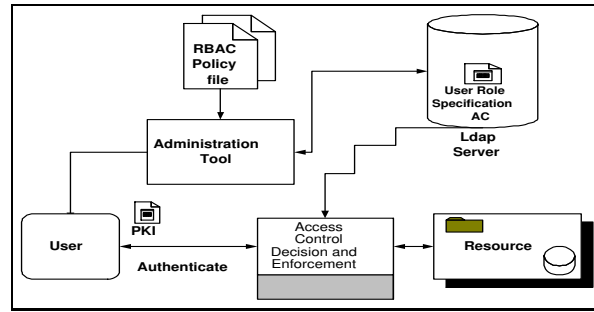 RBAC
Policy
file
User Role
Specification
AC
Ldap
Server
Administration
Tool
PKI
User
Authenticate
Access
Control
Decision and
Enforcement
Resource